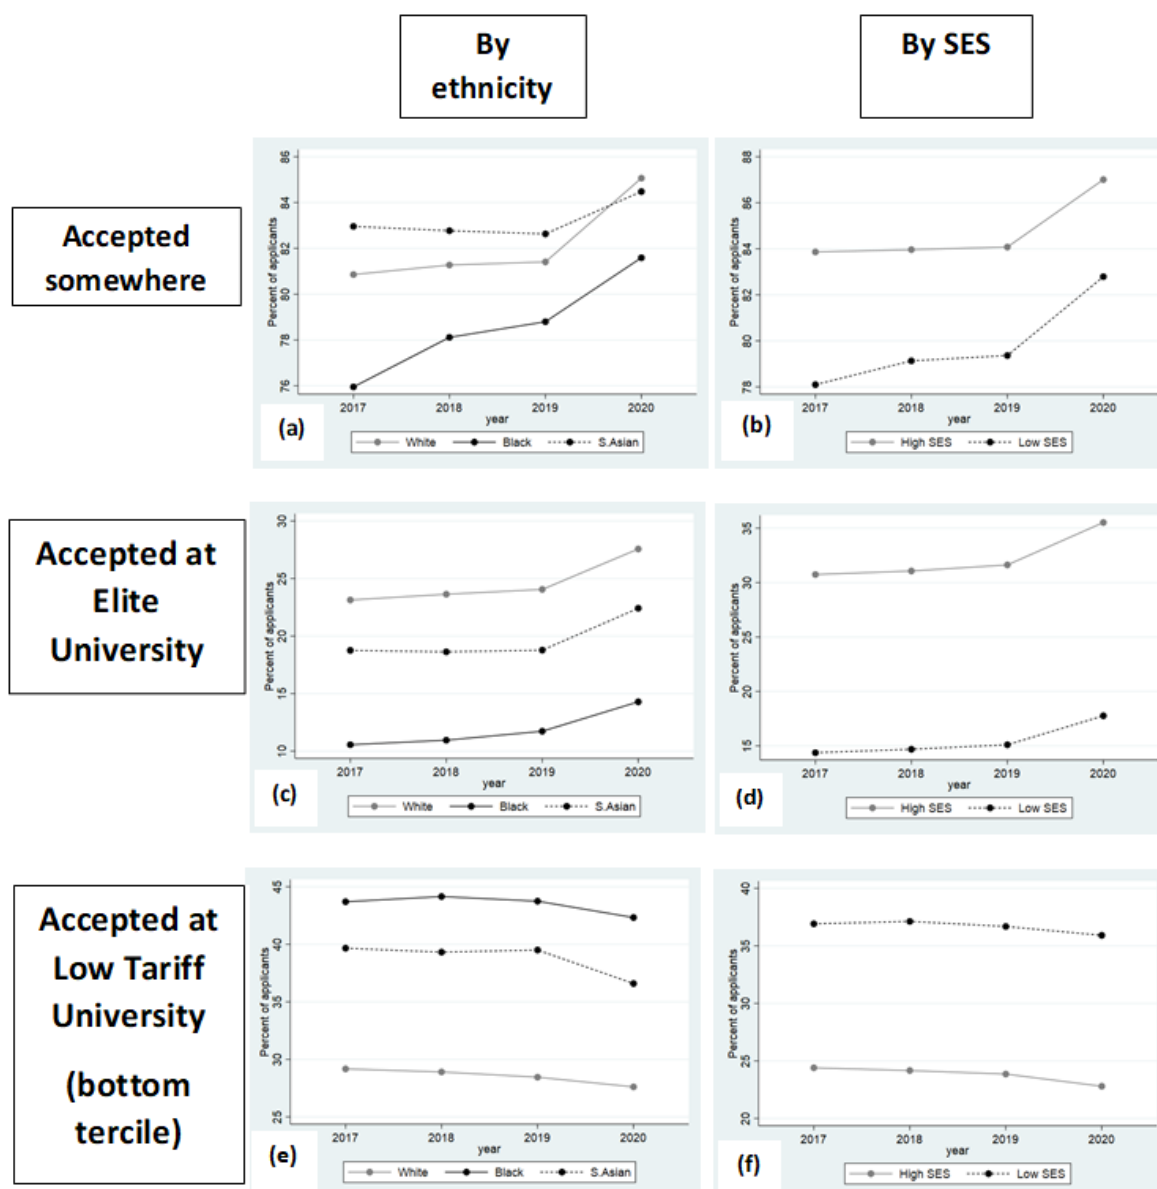 By
ethnicity
By SES
Accepted
somewhere
Percent of applicants
86
84
82
80
78
76
2017 2018 2019 2020
year
(a)
White Black S.Asian
Percent of applicants
88
86
84
82
80
78
2017 2018 2019 2020
year
(b)
High SES Low SES
Accepted at
Elite
University
Percent of applicants
30
25
20
15
10
2017 2018 2019 2020
year
(c)
White Black S.Asian
Percent of applicants
35
30
25
20
15
2017 2018 2019 2020
year
(d)
High SES Low SES
Accepted at
Low Tariff
University
(bottom
tercile)
Percent of applicants
45
40
35
30
25
2017 2018 2019 2020
year
(e)
White Black S.Asian
Percent of applicants
40
35
30
25
20
2017 2018 2019 2020
year
(f)
High SES Low SES